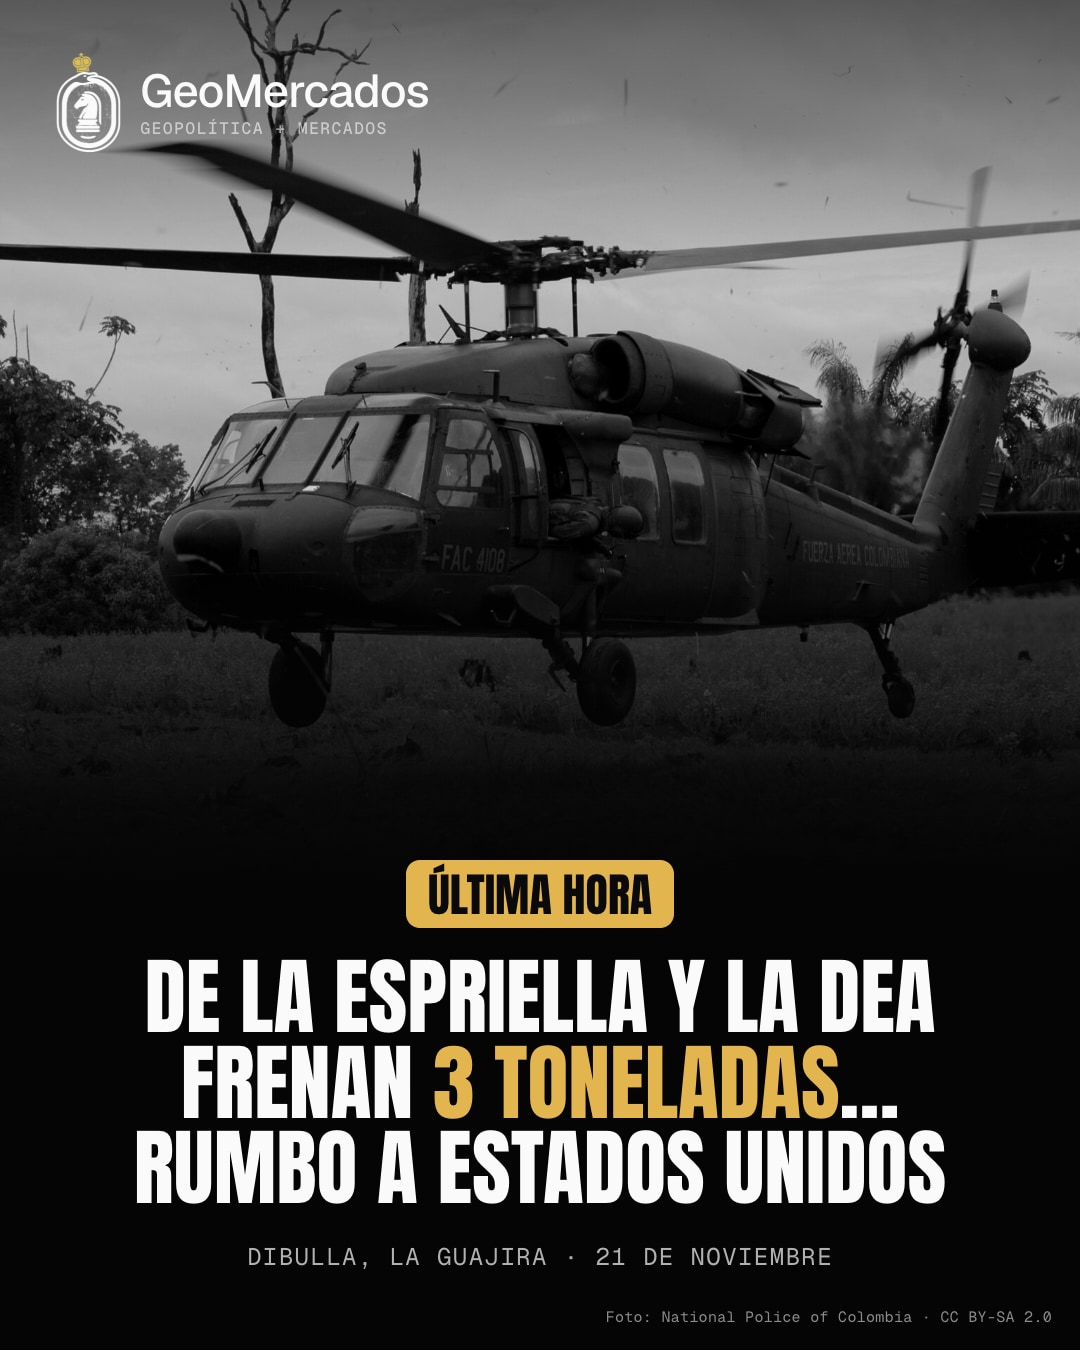 GeoMercados
GEOPOLÍTICA + MERCADOS
FAC 4108
FUERZA AEREA COLOMBIANA
ÚLTIMA HORA
DE LA ESPRIELLA Y LA DEA
FRENAN 3 TONELADAS...
RUMBO A ESTADOS UNIDOS
DIBULLA, LA GUAJIRA · 21 DE NOVIEMBRE
Foto: National Police of Colombia · CC BY-SA 2.0